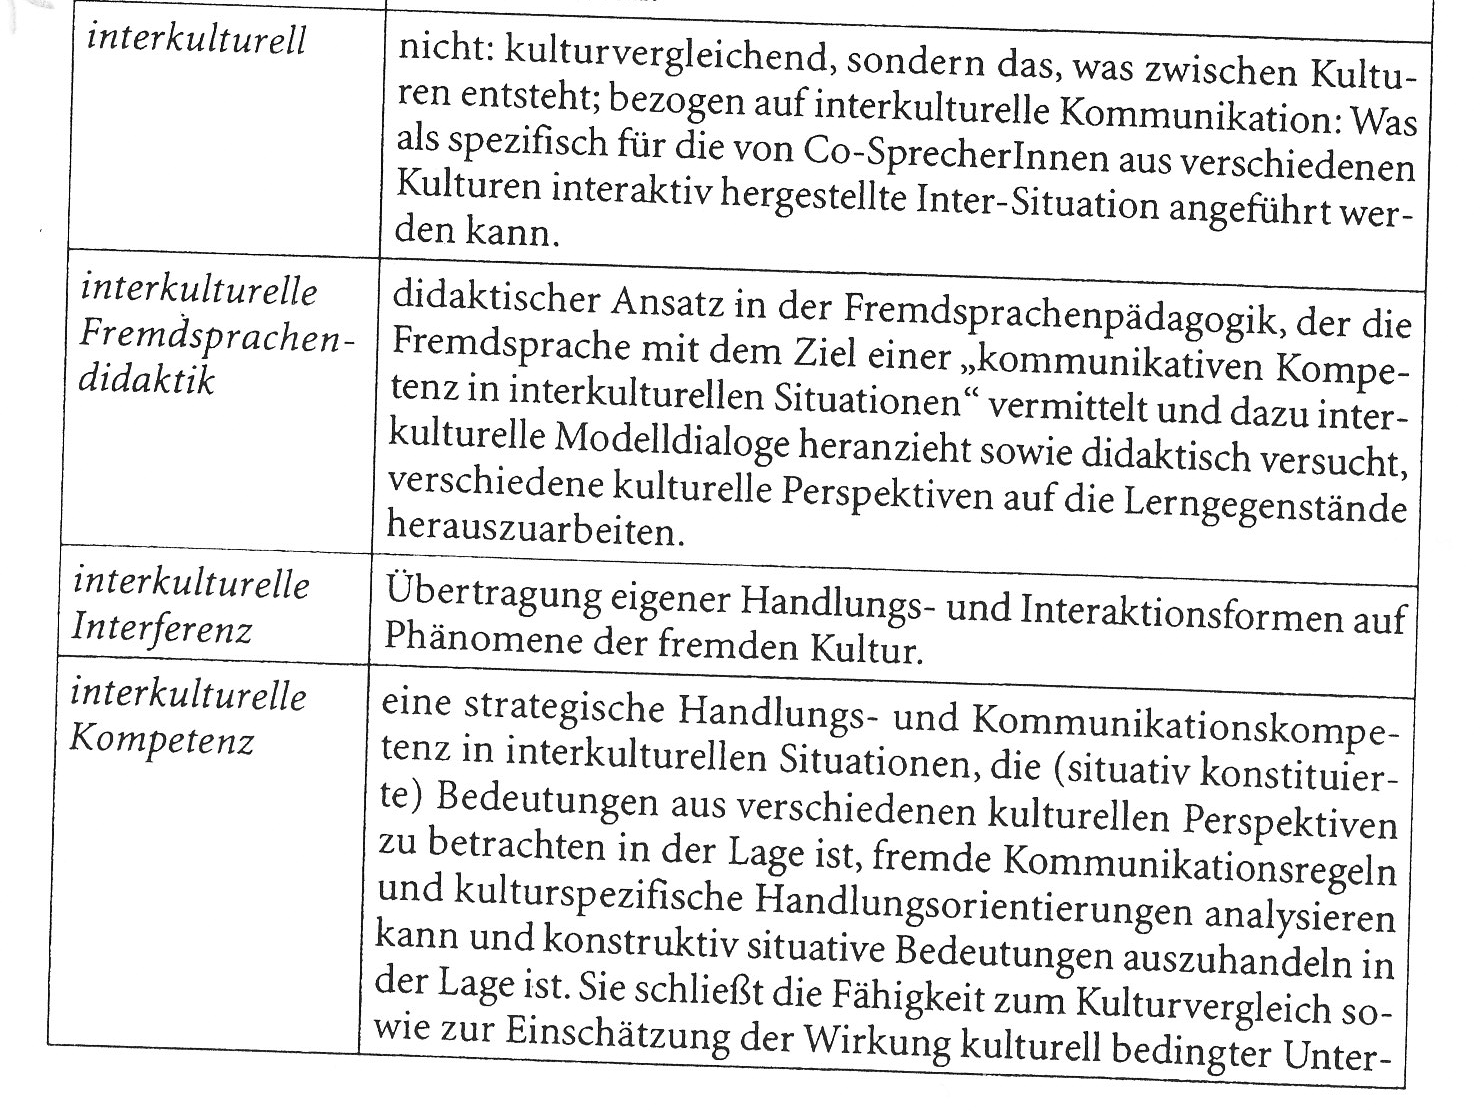 interkulturell
nicht: kulturvergleichend, sondern das, was zwischen Kultu-
ren entsteht; bezogen auf interkulturelle Kommunikation: Was
als spezifisch für die von Co-SprecherInnen aus verschiedenen
Kulturen interaktiv hergestellte Inter-Situation angeführt wer-
den kann.
interkulturelle
Fremdsprachen-
didaktik
didaktischer Ansatz in der Fremdsprachenpädagogik, der die
Fremdsprache mit dem Ziel einer „kommunikativen Kompe-
tenz in interkulturellen Situationen“ vermittelt und dazu inter-
kulturelle Modelldialoge heranzieht sowie didaktisch versucht,
verschiedene kulturelle Perspektiven auf die Lerngegenstände
herauszuarbeiten.
interkulturelle
Interferenz
Übertragung eigener Handlungs- und Interaktionsformen auf
Phänomene der fremden Kultur.
interkulturelle
Kompetenz
eine strategische Handlungs- und Kommunikationskompe-
tenz in interkulturellen Situationen, die (situativ konstituier-
te) Bedeutungen aus verschiedenen kulturellen Perspektiven
zu betrachten in der Lage ist, fremde Kommunikationsregeln
und kulturspezifische Handlungsorientierungen analysieren
kann und konstruktiv situative Bedeutungen auszuhandeln in
der Lage ist. Sie schließt die Fähigkeit zum Kulturvergleich so-
wie zur Einschätzung der Wirkung kulturell bedingter Unter-